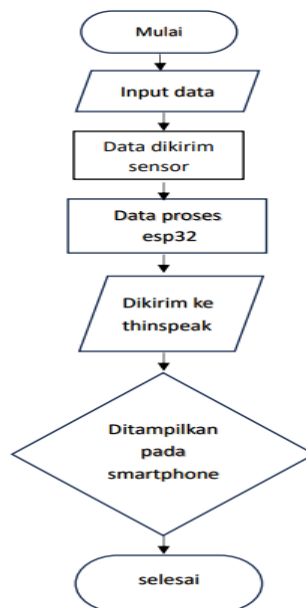 Mulai
Input data
Data dikirim
sensor
Data proses
esp32
Dikirim ke
thinspeak
Ditampilkan
pada
smartphone
selesai